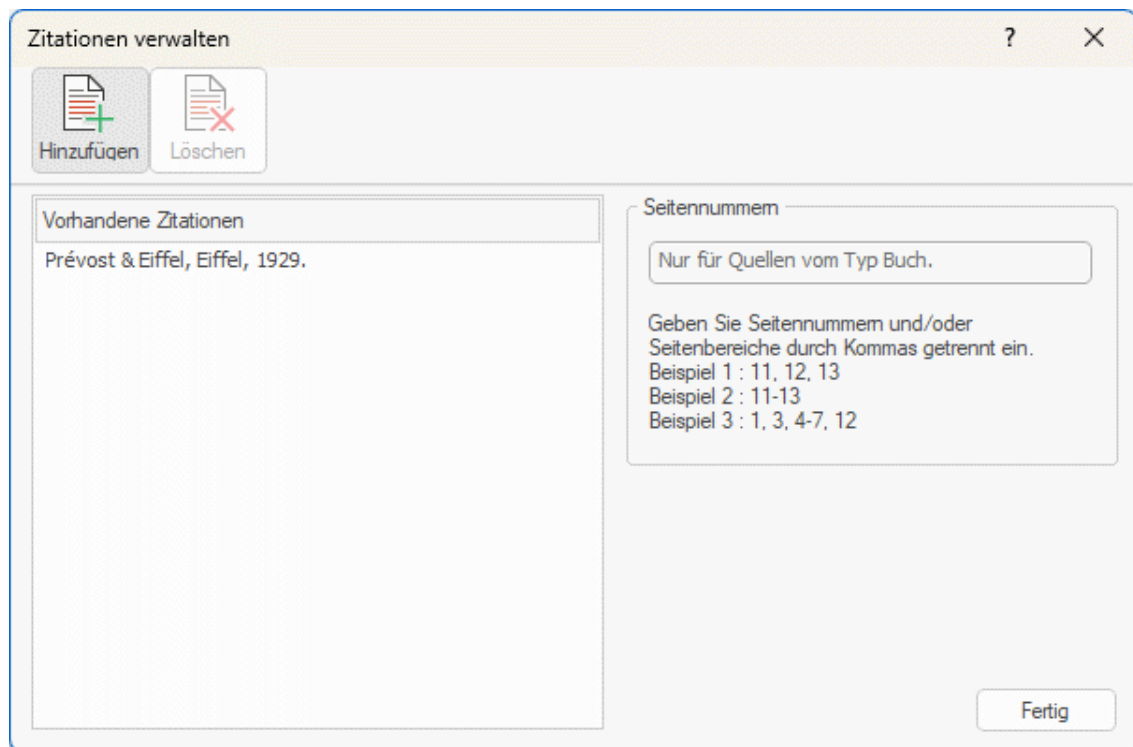 Zitationen verwalten
?
Hinzufügen
Löschen
Vorhandene Zitationen
Prévost & Eiffel, Eiffel, 1929.
Seitennummern
Nur für Quellen vom Typ Buch.
Geben Sie Seitennummern und/oder
Seitenbereiche durch Kommas getrennt ein.
Beispiel 1 : 11, 12, 13
Beispiel 2 : 11-13
Beispiel 3 : 1, 3, 4-7, 12
Fertig